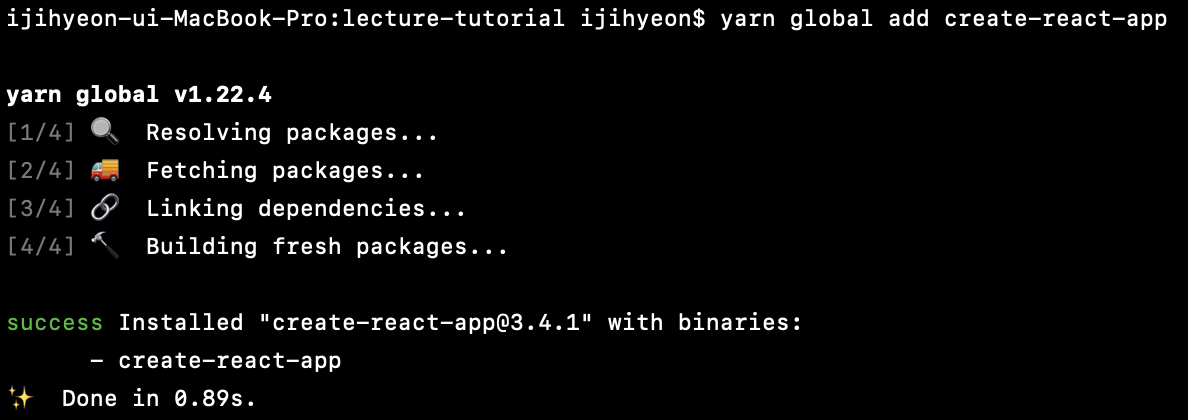 ijihyeon-ui-MacBook-Pro:lecture-tutorial ijihyeon$ yarn global add create-react-app
yarn global v1.22.4
[1/4] 🔍 Resolving packages...
[2/4] 🚚 Fetching packages...
[3/4] 🔗 Linking dependencies...
[4/4] 🔨 Building fresh packages...
success Installed "create-react-app@3.4.1" with binaries:
- create-react-app
✨ Done in 0.89s.